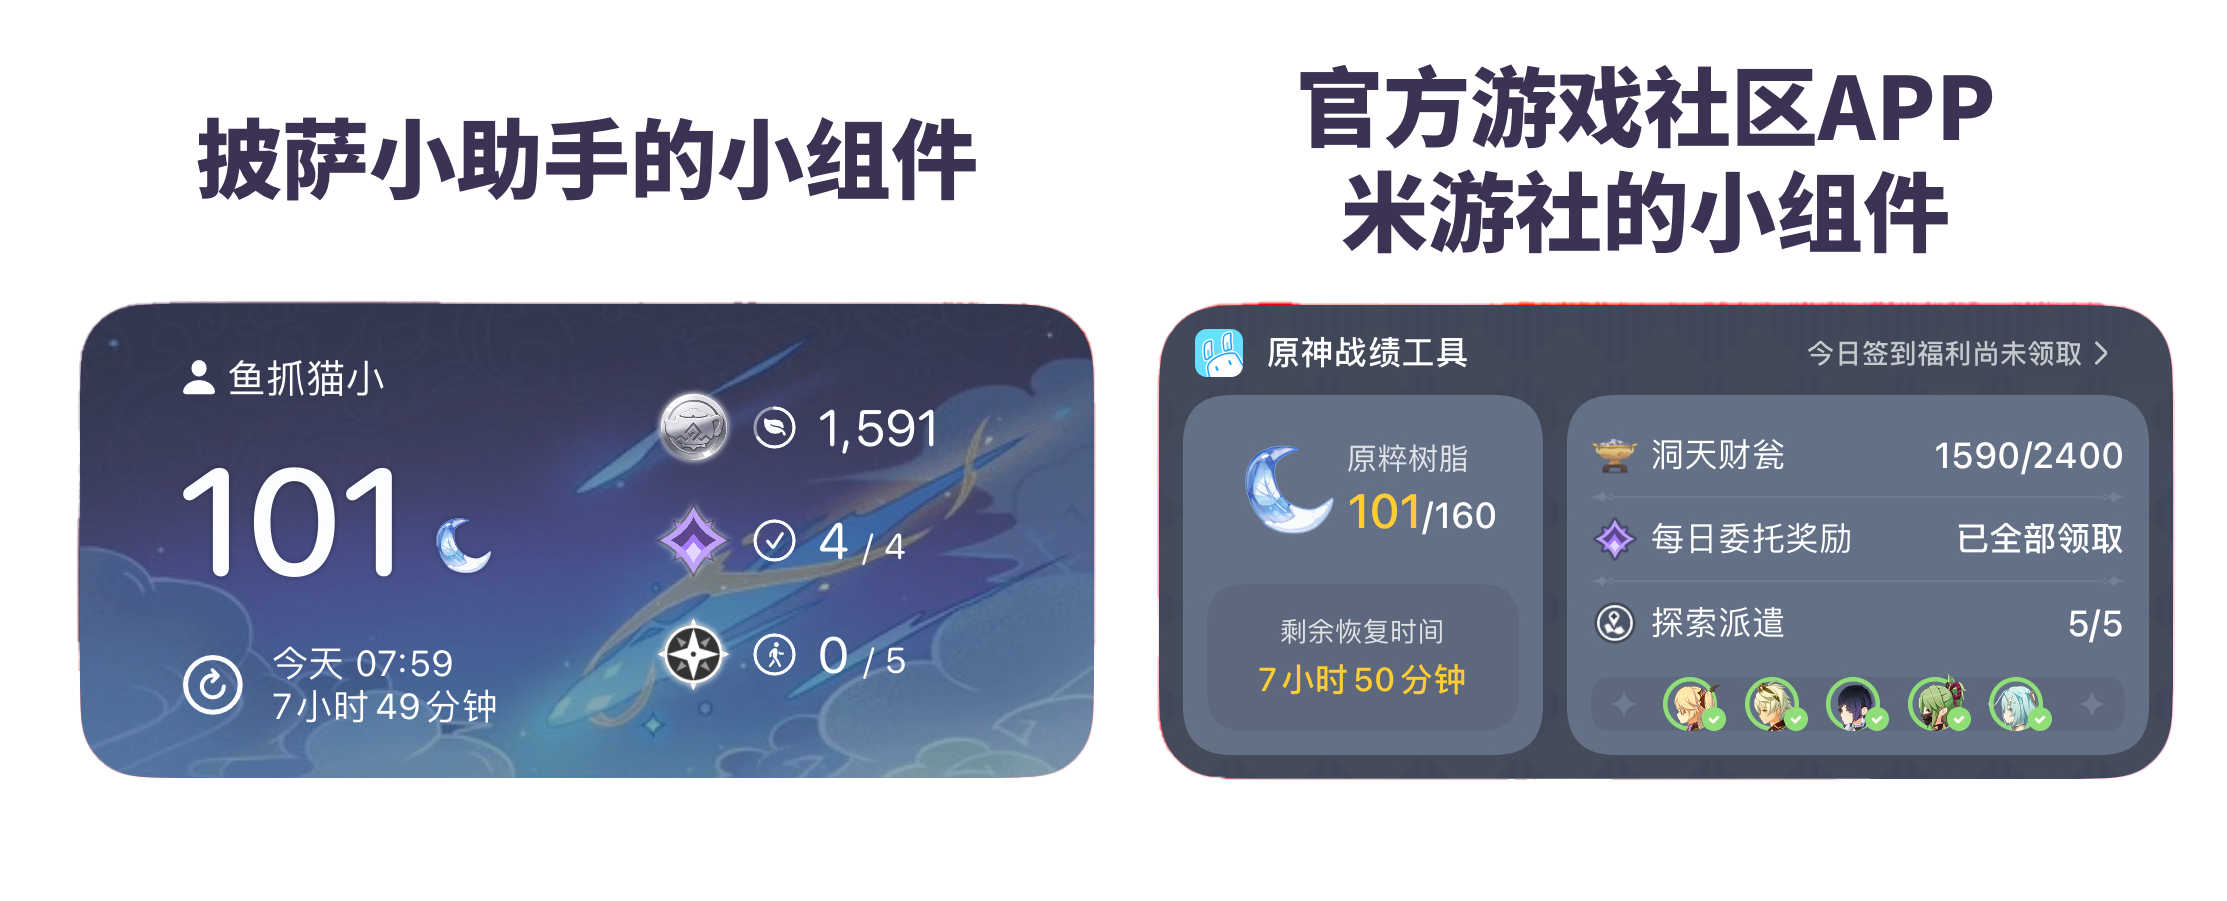 披萨小助手的小组件
鱼抓猫小
101
今天 07:59
7小时49分钟
1,591
4 / 4
0 / 5
官方游戏社区APP
米游社的小组件
原神战绩工具
今日签到福利尚未领取
原粹树脂
101/160
剩余恢复时间
7小时50分钟
洞天财瓮 1590/2400
每日委托奖励 已全部领取
探索派遣 5/5